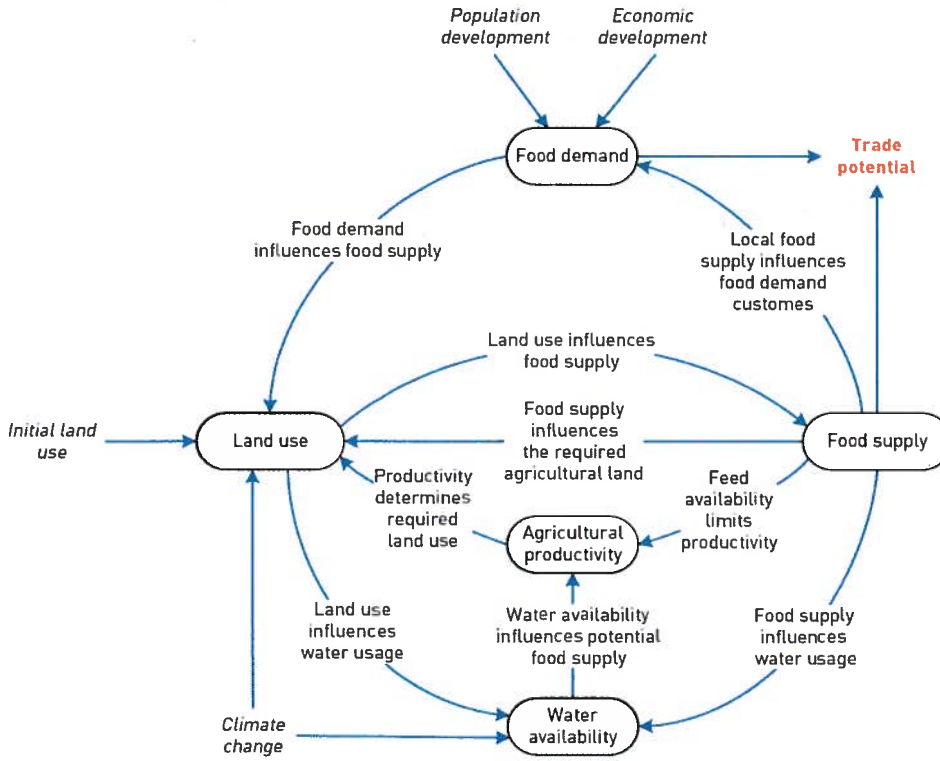 Population
development
Economic
development
Food demand
Trade
potential
Food demand
influences food supply
Local food
supply influences
food demand
customes
Land use influences
food supply
Initial land
use
Land use
Food supply
influences
the required
agricultural land
Food supply
Productivity
determines
required
land use
Feed
availability
limits
productivity
Agricultural
productivity
Land use
influences
water usage
Water availability
influences potential
food supply
Food supply
influences
water usage
Climate
change
Water
availability